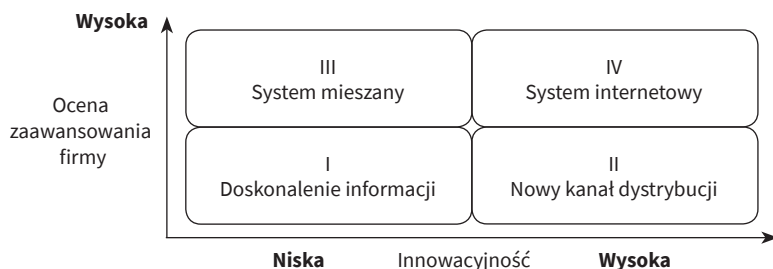 Wysoka
Ocena
zaawansowania
firmy
III
System mieszany
IV
System internetowy
I
Doskonalenie informacji
II
Nowy kanał dystrybucji
Niska
Innowacyjność
Wysoka